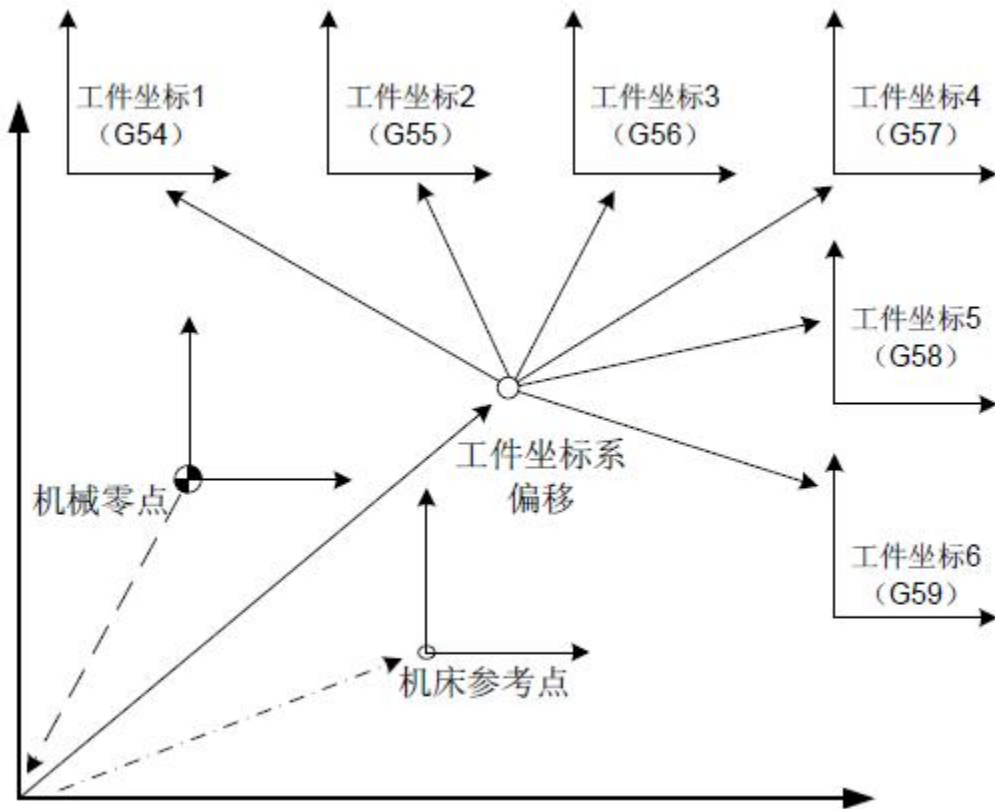 工件坐标1
（G54）
工件坐标2
（G55）
工件坐标3
（G56）
工件坐标4
（G57）
工件坐标5
（G58）
工件坐标系
偏移
机械零点
工件坐标6
（G59）
机床参考点